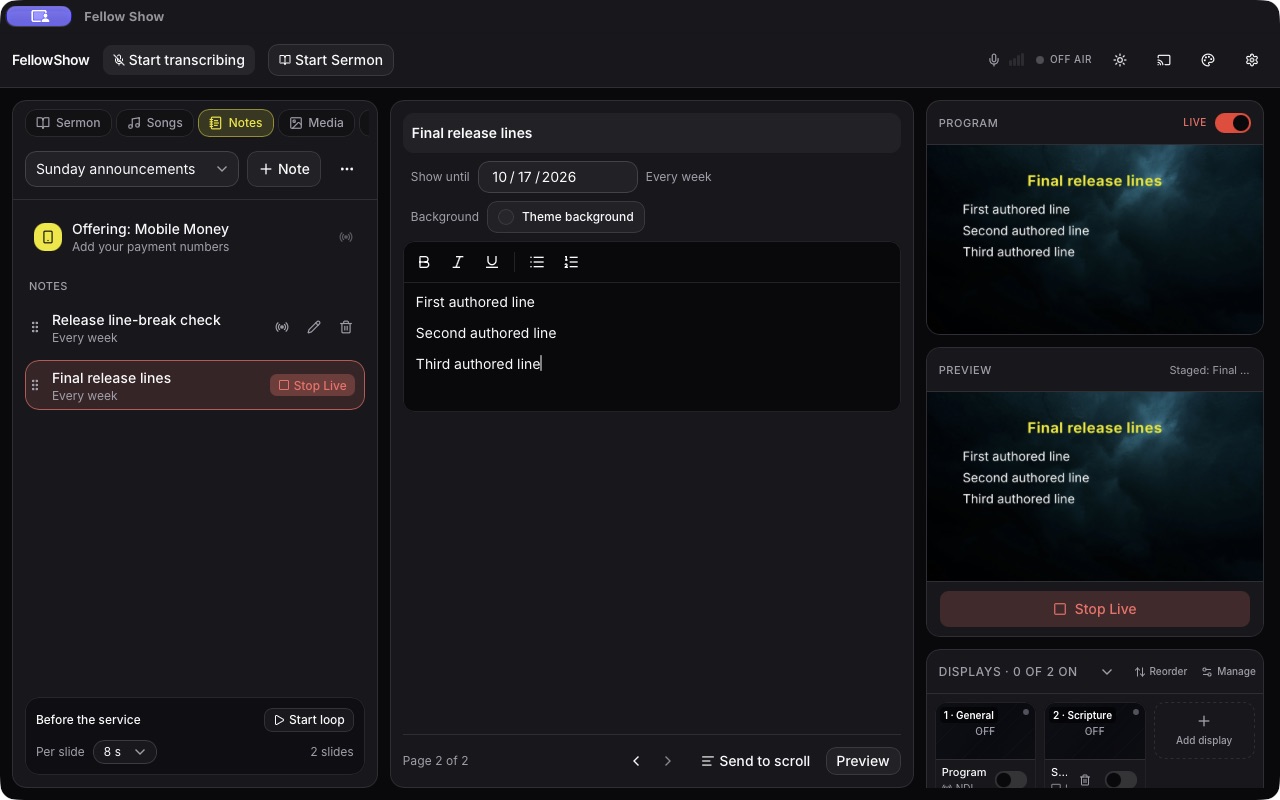 Fellow Show
FellowShow
Start transcribing
Start Sermon
OFF AIR
Sermon
Songs
Notes
Media
Sunday announcements
+ Note
Offering: Mobile Money
Add your payment numbers
NOTES
Release line-break check
Every week
Final release lines
Every week
Stop Live
Before the service
Start loop
Per slide
8 s
2 slides
Final release lines
Show until
10 / 17 / 2026
Every week
Background
Theme background
B I U
First authored line
Second authored line
Third authored line
Page 2 of 2
Send to scroll
Preview
PROGRAM
LIVE
Final release lines
First authored line
Second authored line
Third authored line
PREVIEW
Staged: Final ...
Final release lines
First authored line
Second authored line
Third authored line
Stop Live
DISPLAYS · 0 OF 2 ON
Reorder
Manage
1 · General
OFF
2 · Scripture
OFF
Add display
Program
S...